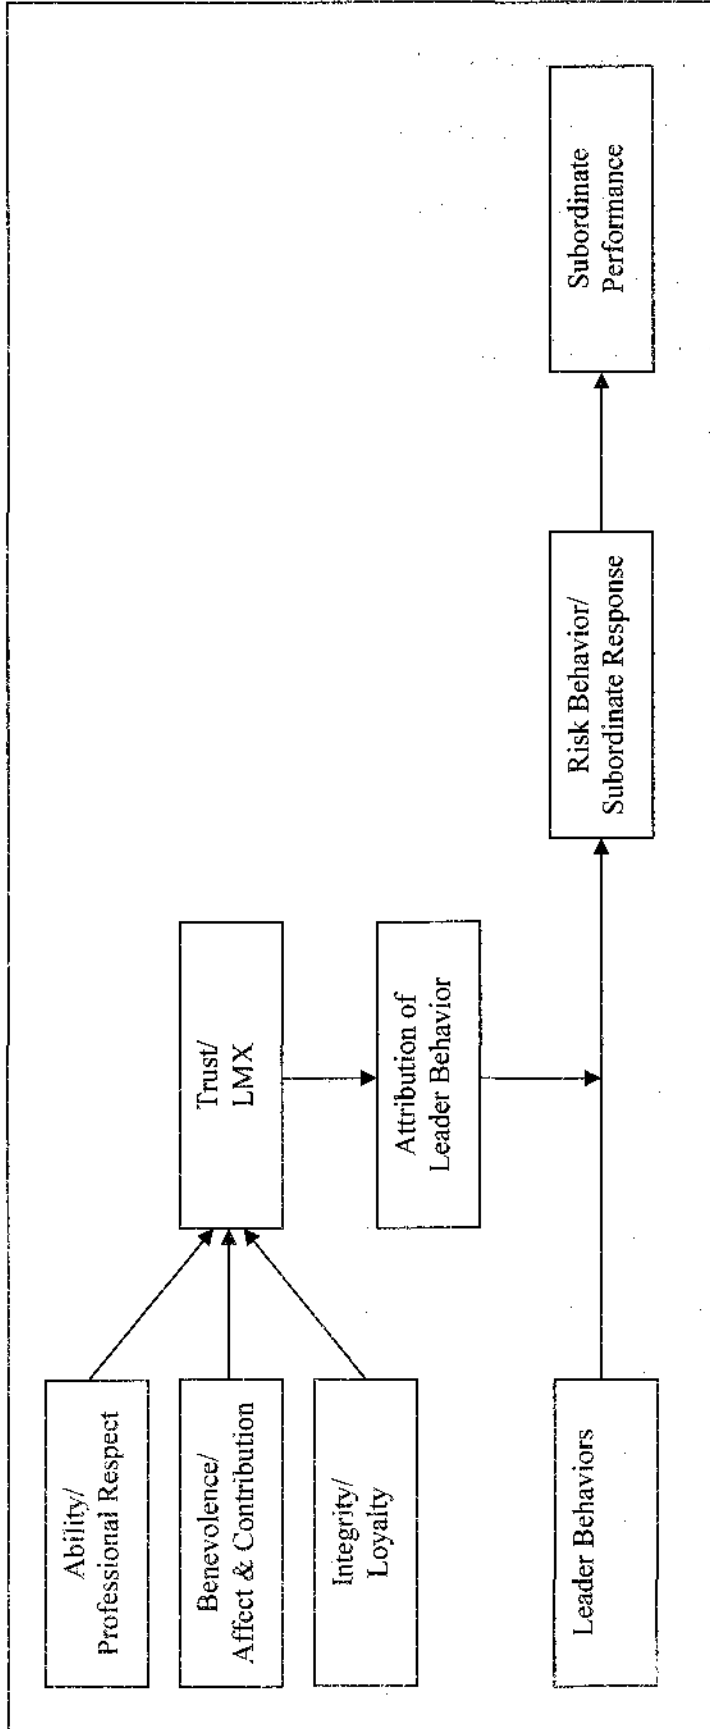 Ability/
Professional Respect
Benevolence/
Affect & Contribution
Integrity/
Loyalty
Trust/
LMX
Attribution of
Leader Behavior
Leader Behaviors
Risk Behavior/
Subordinate Response
Subordinate
Performance